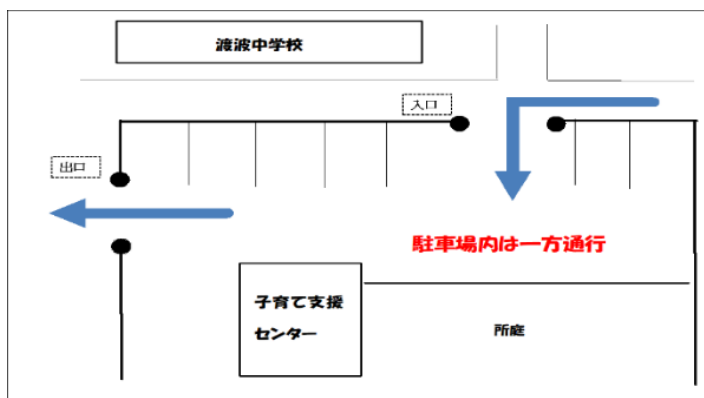 渡波中学校
入口
出口
駐車場内は一方通行
子育て支援
センター
所庭